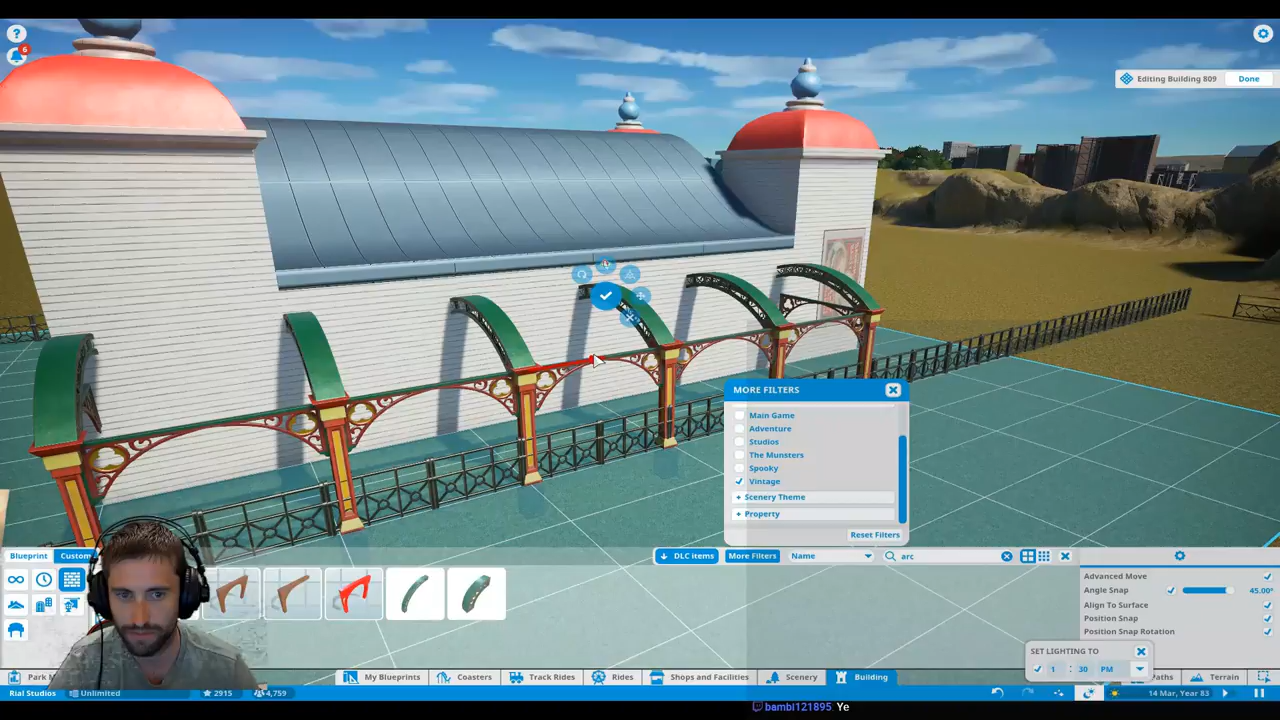 ?
6
Editing Building 809 Done
MORE FILTERS
Main Game
Adventure
Studios
The Munsters
Spooky
Vintage
+ Scenery Theme
+ Property
Reset Filters
Blueprint Custom
DLC items More Filters Name arc
Advanced Move
Angle Snap 45.00°
Align To Surface
Position Snap
Position Snap Rotation
SET LIGHTING TO
1 : 30 PM
Park
My Blueprints Coasters Track Rides Rides Shops and Facilities Scenery Building Paths Terrain
Rial Studios Unlimited 2915 4,759 14 Mar, Year 83
bambi121895 Ye